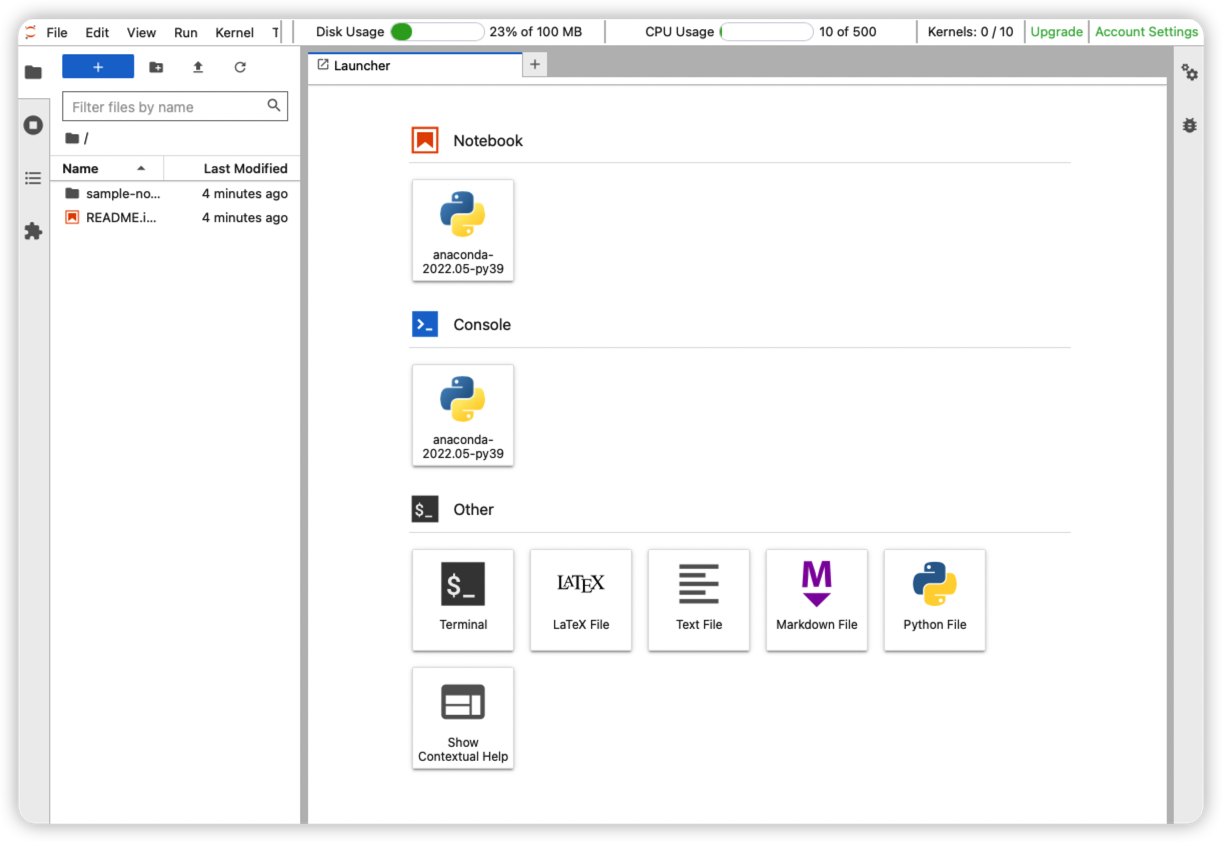 File Edit View Run Kernel T Disk Usage 23% of 100 MB CPU Usage 10 of 500 Kernels: 0 / 10 Upgrade Account Settings
+
Launcher +
Filter files by name
/
Name Last Modified
sample-no... 4 minutes ago
README.i... 4 minutes ago
Notebook
anaconda-
2022.05-py39
>_ Console
anaconda-
2022.05-py39
$_ Other
$_
LATEX
M
Terminal LaTeX File Text File Markdown File Python File
Show
Contextual Help